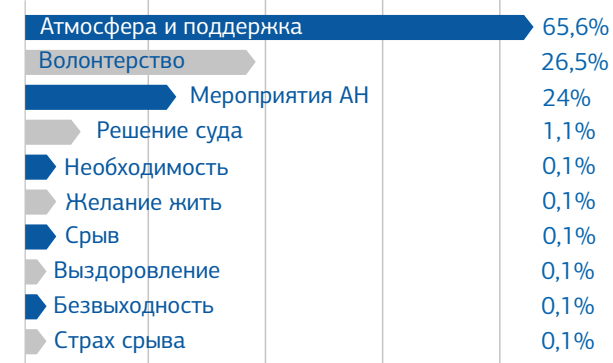 Атмосфера и поддержка 65,6%
Волонтерство 26,5%
Мероприятия АН 24%
Решение суда 1,1%
Необходимость 0,1%
Желание жить 0,1%
Срыв 0,1%
Выздоровление 0,1%
Безвыходность 0,1%
Страх срыва 0,1%